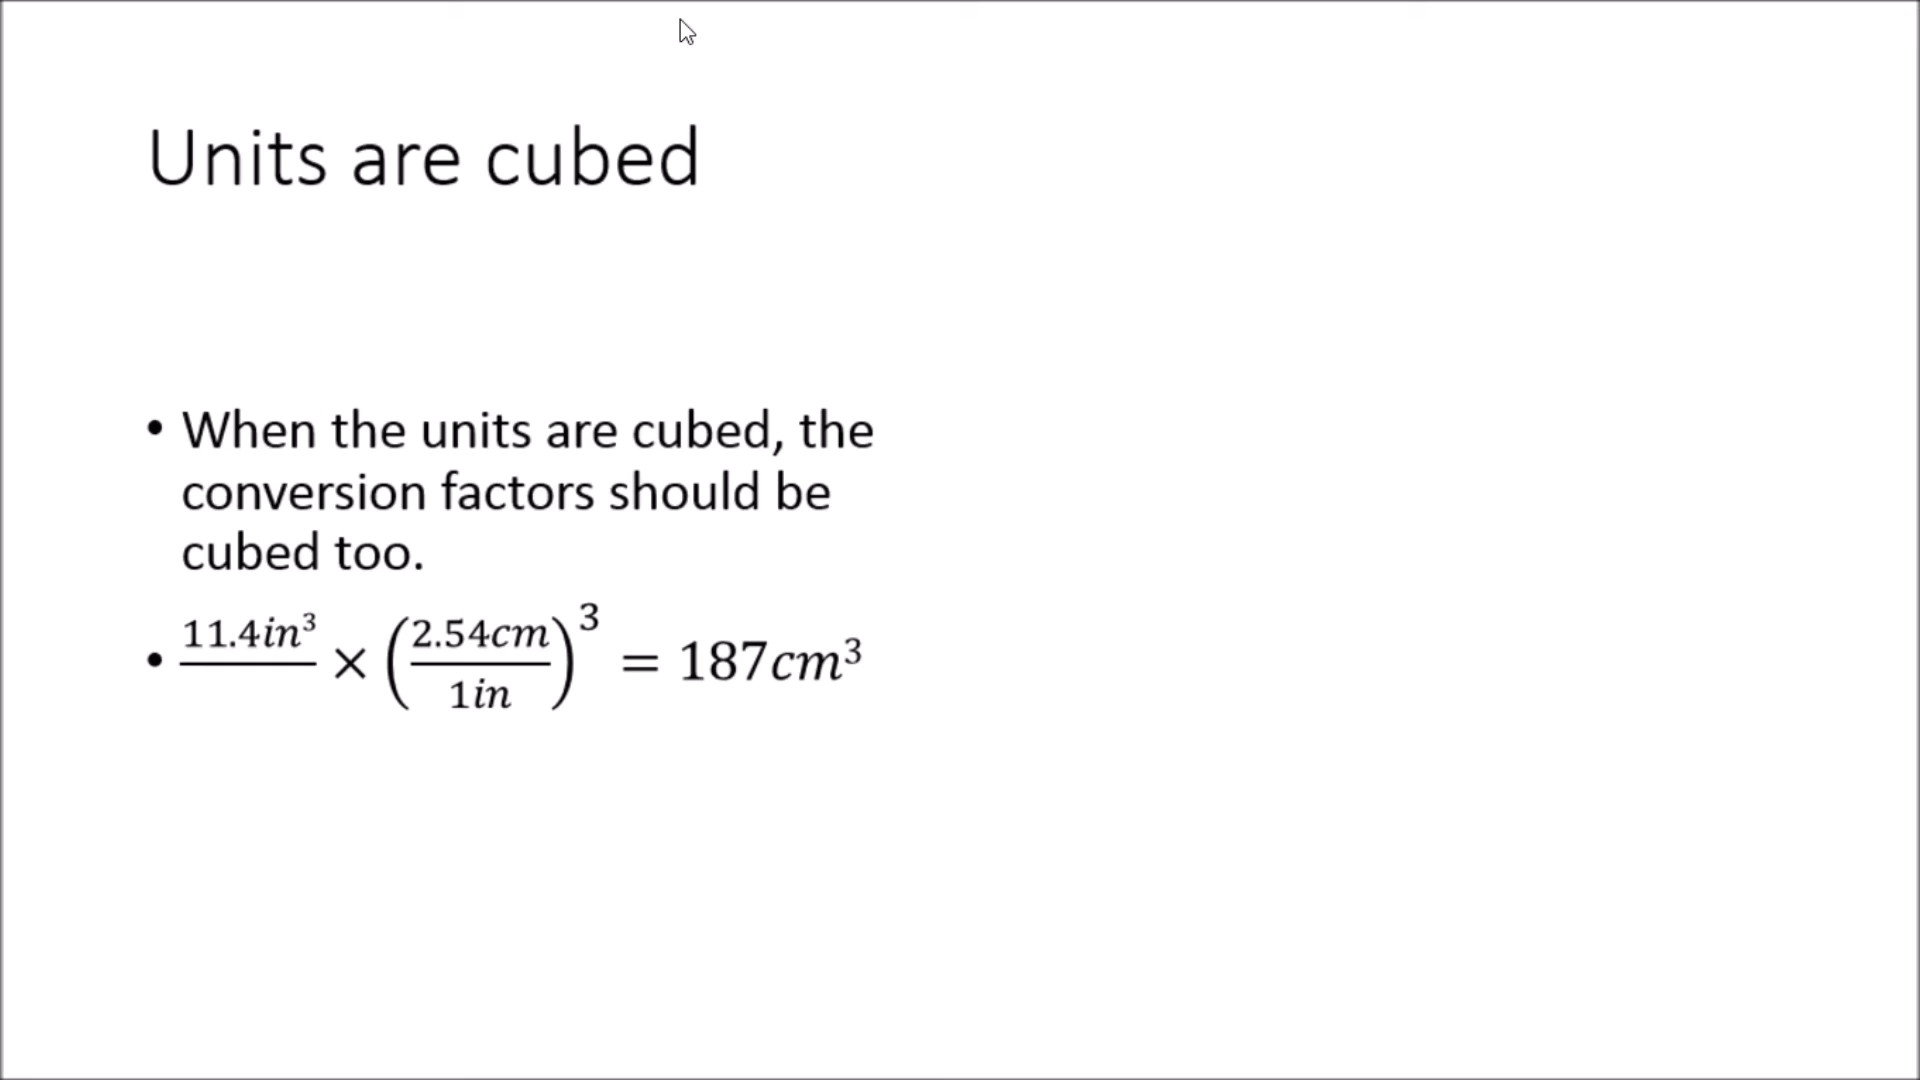 Units are cubed
• When the units are cubed, the
conversion factors should be
cubed too.
• 11.4in³/ × (2.54cm/1in)³ = 187cm³